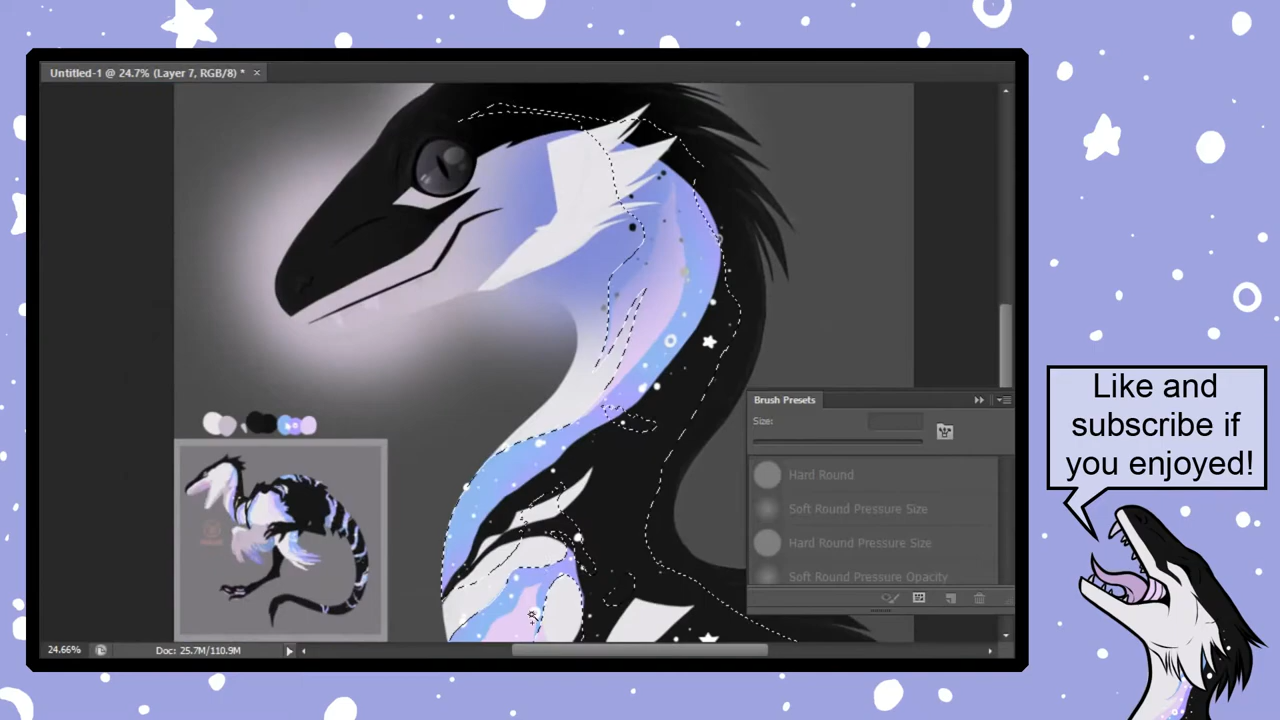 Untitled-1 @ 24.7% (Layer 7, RGB/8) * ×
Like and
subscribe if
you enjoyed!
Brush Presets
Size:
Hard Round
Soft Round Pressure Size
Hard Round Pressure Size
Soft Round Pressure Opacity
24.66%
Doc: 25.7M/110.9M